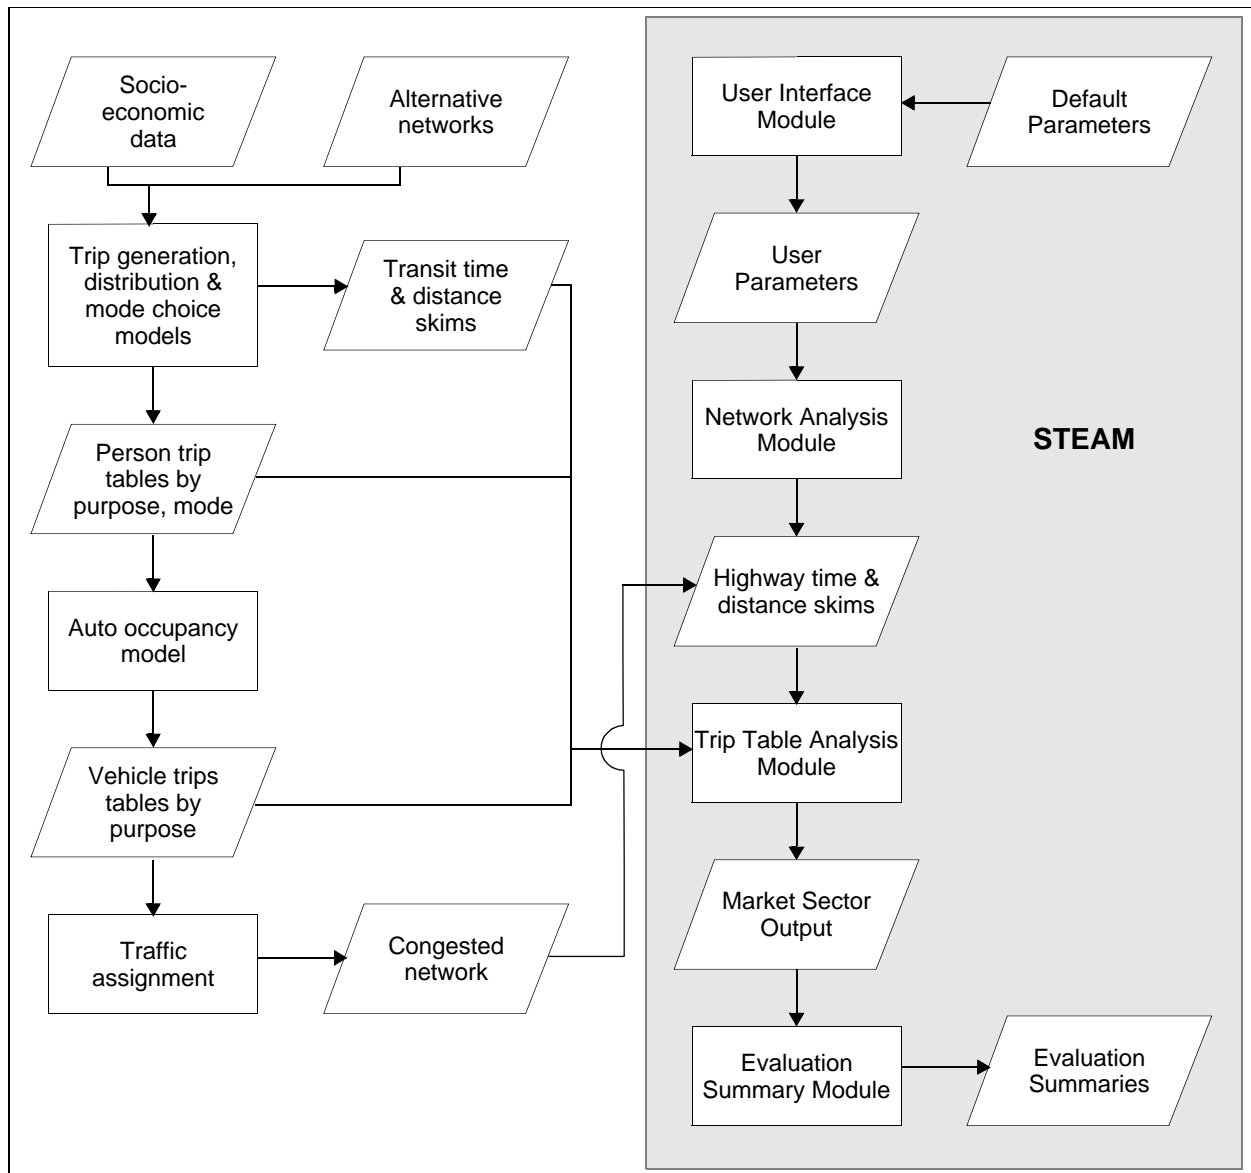 Socio-
economic
data
Alternative
networks
Trip generation,
distribution &
mode choice
models
Transit time
& distance
skims
Person trip
tables by
purpose, mode
Auto occupancy
model
Vehicle trips
tables by
purpose
Traffic
assignment
Congested
network
User Interface
Module
Default
Parameters
User
Parameters
Network Analysis
Module
STEAM
Highway time &
distance skims
Trip Table Analysis
Module
Market Sector
Output
Evaluation
Summary Module
Evaluation
Summaries